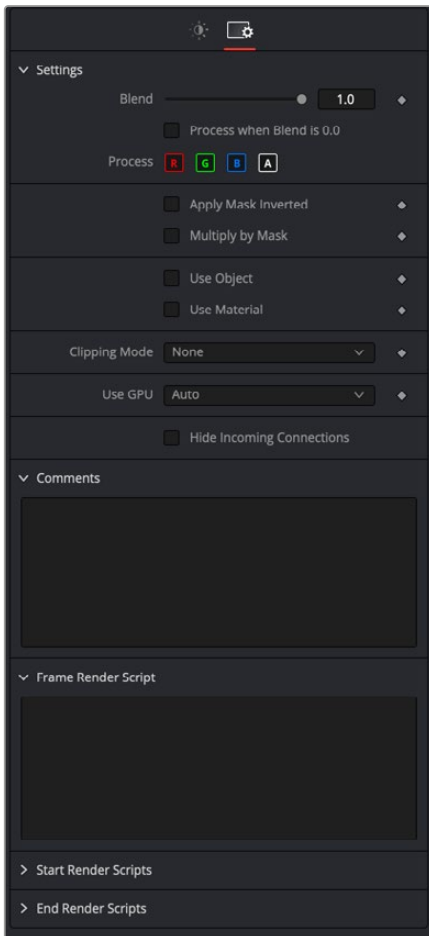 Settings
Blend 1.0
Process when Blend is 0.0
Process R G B A
Apply Mask Inverted
Multiply by Mask
Use Object
Use Material
Clipping Mode None
Use GPU Auto
Hide Incoming Connections
Comments
Frame Render Script
Start Render Scripts
End Render Scripts